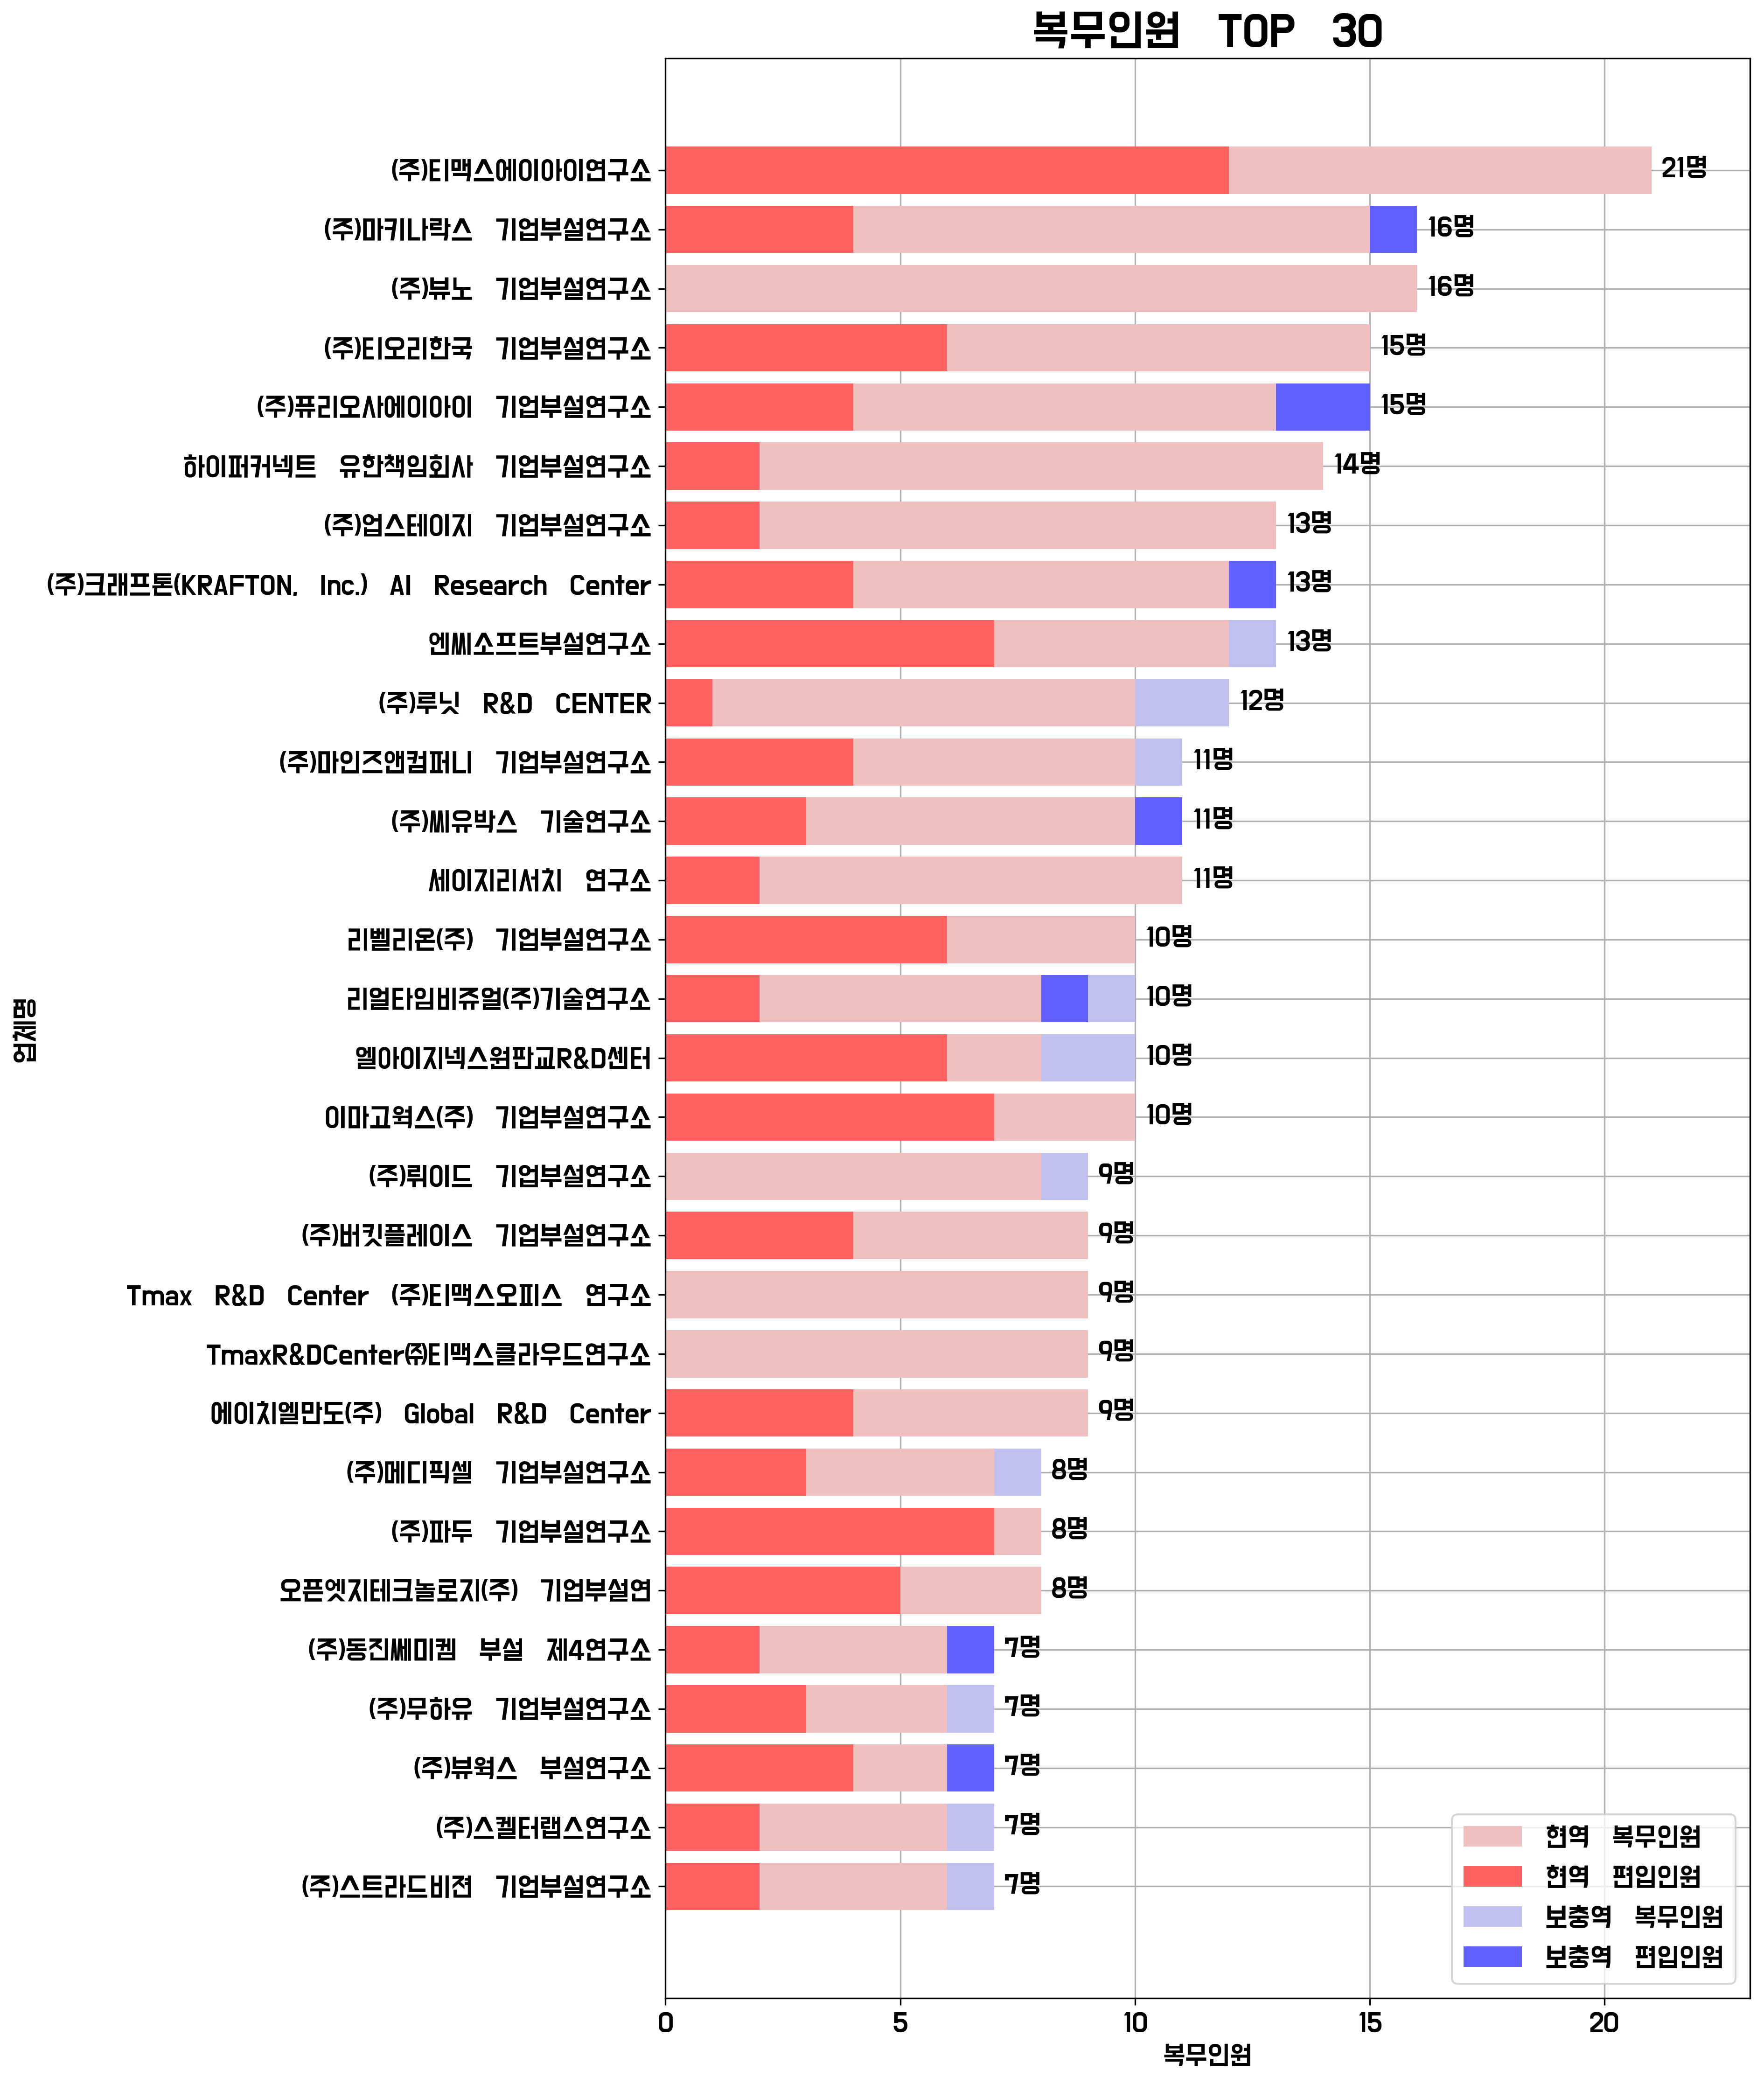 복무인원 TOP 30
(주)티맥스에이아이연구소 21명
(주)마키나락스 기업부설연구소 16명
(주)뷰노 기업부설연구소 16명
(주)티오리한국 기업부설연구소 15명
(주)퓨리오사에이아이 기업부설연구소 15명
하이퍼커넥트 유한책임회사 기업부설연구소 14명
(주)업스테이지 기업부설연구소 13명
(주)크래프톤(KRAFTON, Inc.) AI Research Center 13명
엔씨소프트부설연구소 13명
(주)루닛 R&D CENTER 12명
(주)마인즈앤컴퍼니 기업부설연구소 11명
(주)씨유박스 기술연구소 11명
세이지리서치 연구소 11명
리벨리온(주) 기업부설연구소 10명
리얼타임비쥬얼(주)기술연구소 10명
엘아이지넥스원판교R&D센터 10명
이마고웍스(주) 기업부설연구소 10명
(주)뤼이드 기업부설연구소 9명
(주)버킷플레이스 기업부설연구소 9명
Tmax R&D Center (주)티맥스오피스 연구소 9명
TmaxR&DCenter㈜티맥스클라우드연구소 9명
에이치엘만도(주) Global R&D Center 9명
(주)메디픽셀 기업부설연구소 8명
(주)파두 기업부설연구소 8명
오픈엣지테크놀로지(주) 기업부설연 8명
(주)동진쎄미켐 부설 제4연구소 7명
(주)무하유 기업부설연구소 7명
(주)뷰웍스 부설연구소 7명
(주)스켈터랩스연구소 7명
(주)스트라드비젼 기업부설연구소 7명
업체명
현역 복무인원
현역 편입인원
보충역 복무인원
보충역 편입인원
0 5 10 15 20
복무인원